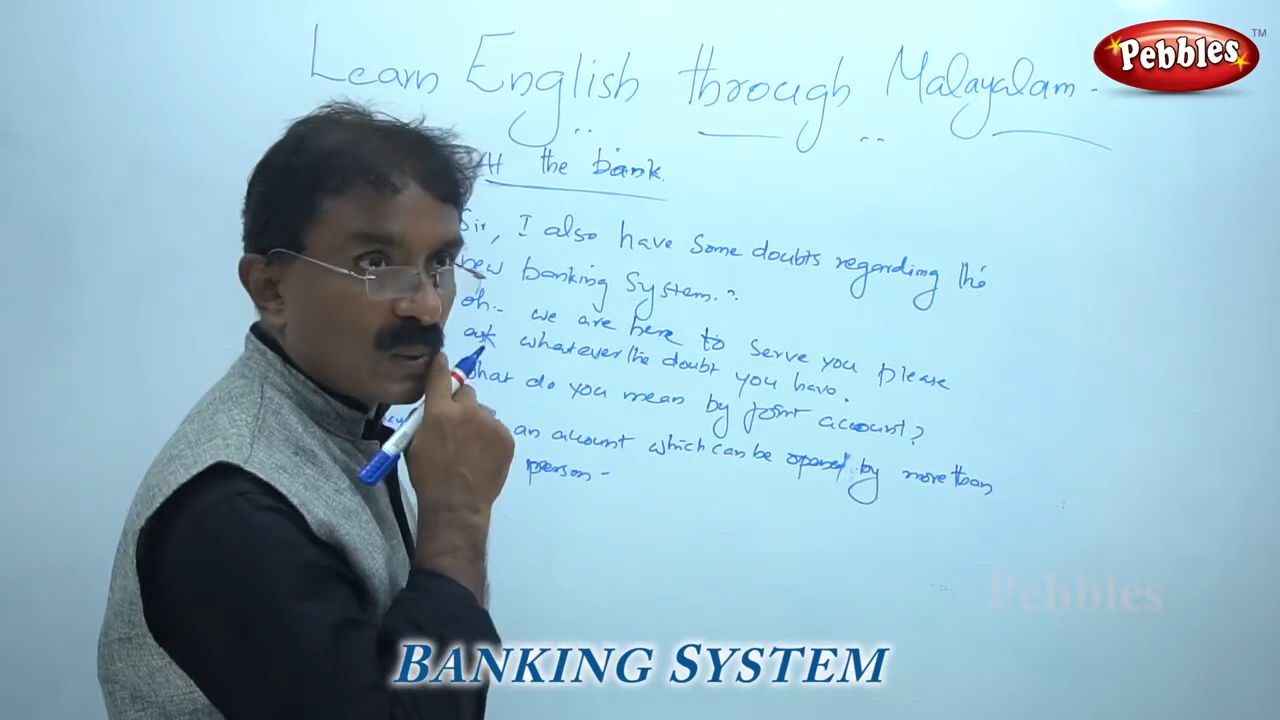 Pebbles TM
Learn English through Malayalam.
At the bank.
Sir, I also have some doubts regarding the
new banking System.
oh.. we are here to serve you please
ask whatever the doubt you have.
what do you mean by joint account?
an account which can be opened by more than
person
Pebbles
BANKING SYSTEM